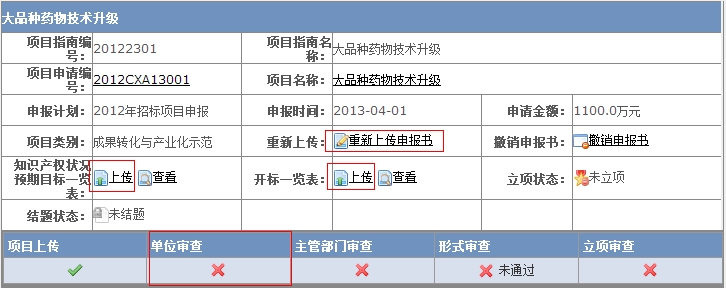 大品种药物技术升级
项目指南编号： 20122301 项目指南名称： 大品种药物技术升级
项目申请编号： 2012CXA13001 项目名称： 大品种药物技术升级
申报计划： 2012年招标项目申报 申报时间： 2013-04-01 申请金额： 1100.0万元
项目类别： 成果转化与产业化示范 重新上传： 重新上传申报书 撤销申报书： 撤销申报书
知识产权状况预期目标一览表： 上传 查看 开标一览表： 上传 查看 立项状态： 未立项
结题状态： 未结题
项目上传 单位审查 主管部门审查 形式审查 立项审查
未通过